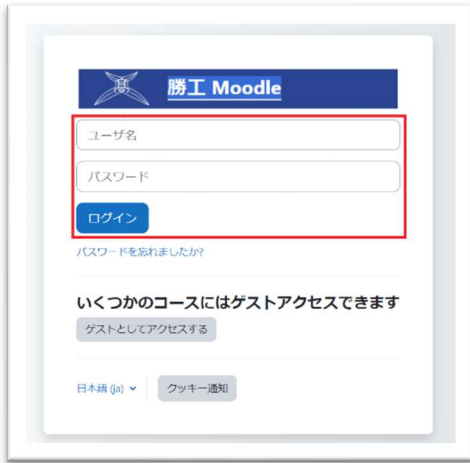 高
勝工 Moodle
ユーザ名
パスワード
ログイン
パスワードを忘れましたか?
いくつかのコースにはゲストアクセスできます
ゲストとしてアクセスする
日本語 (ja)
クッキー通知